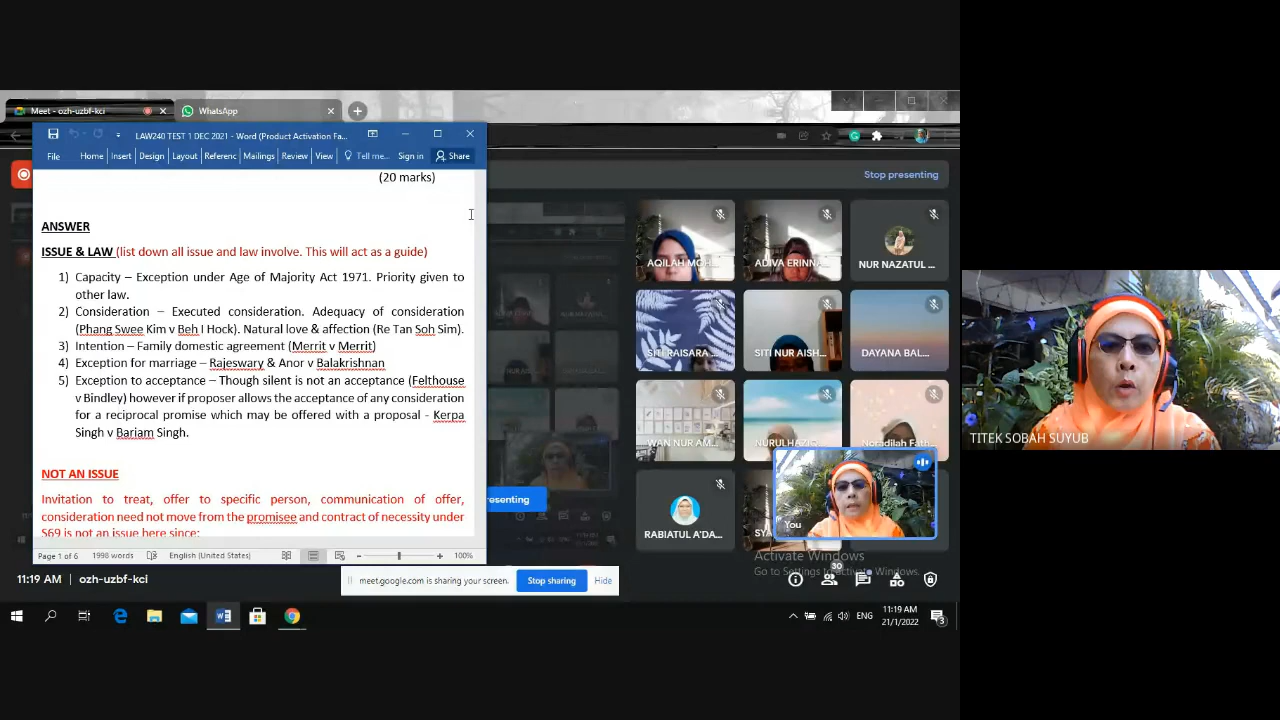 Meet - ozh-uzbf-kci
WhatsApp
LAW240 TEST 1 DEC 2021 - Word (Product Activation Fa...
File Home Insert Design Layout Referenc Mailings Review View Tell me... Sign in Share
Stop presenting
(20 marks)
ANSWER
ISSUE & LAW (list down all issue and law involve. This will act as a guide)
1) Capacity – Exception under Age of Majority Act 1971. Priority given to
other law.
2) Consideration – Executed consideration. Adequacy of consideration
(Phang Swee Kim v Beh I Hock). Natural love & affection (Re Tan Soh Sim).
3) Intention – Family domestic agreement (Merrit v Merrit)
4) Exception for marriage – Rajeswary & Anor v Balakrishnan
5) Exception to acceptance – Though silent is not an acceptance (Felthouse
v Bindley) however if proposer allows the acceptance of any consideration
for a reciprocal promise which may be offered with a proposal - Kerpa
Singh v Bariam Singh.
NOT AN ISSUE
Invitation to treat, offer to specific person, communication of offer,
consideration need not move from the promisee and contract of necessity under
S69 is not an issue here since:
Page 1 of 6 1998 words English (United States) 100%
AQILAH MOH...
ADIVA ERINN...
NUR NAZATUL ...
SITI RAISARA ...
SITI NUR AISH...
DAYANA BAL...
WAN NUR AM...
NURUL HAZIQ...
Noradilah Fath...
RABIATUL A'DA...
You
esenting
TITEK SOBAH SUYUB
Activate Windows
Go to Settings to activate Windows.
30
11:19 AM ozh-uzbf-kci
meet.google.com is sharing your screen.
Stop sharing
Hide
ENG
11:19 AM
21/1/2022
3